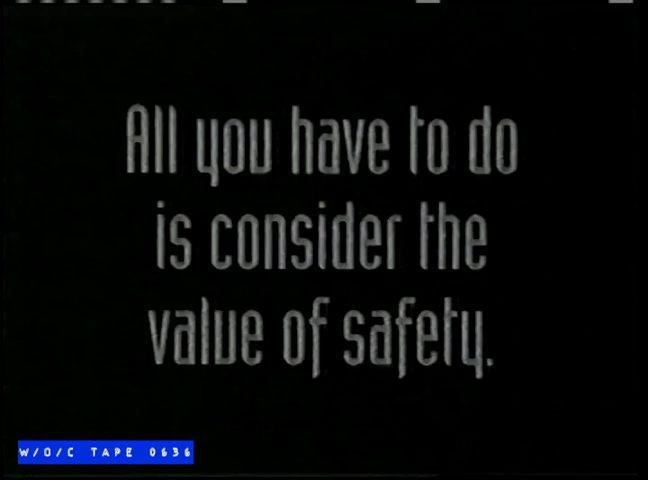 All you have to do
is consider the
value of safety.
W/O/C TAPE 0636